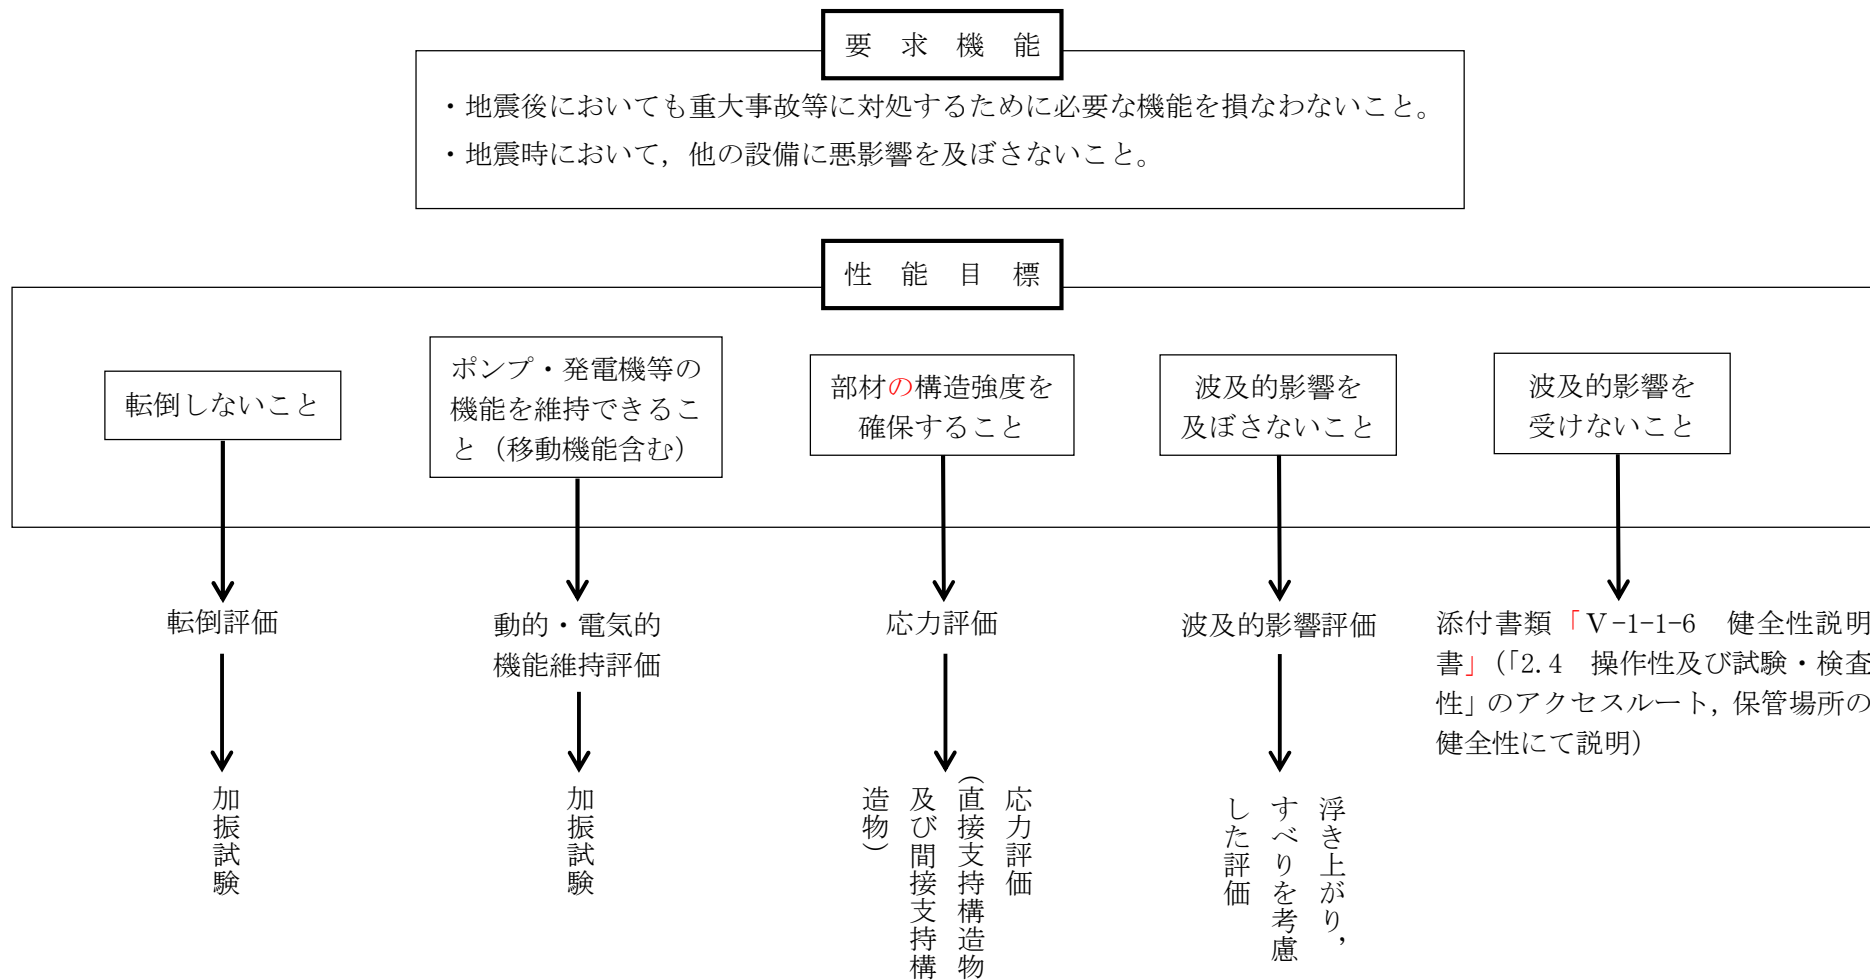 要 求 機 能
・地震後においても重大事故等に対処するために必要な機能を損なわないこと。
・地震時において，他の設備に悪影響を及ぼさないこと。
性 能 目 標
転倒しないこと
ポンプ・発電機等の
機能を維持できるこ
と（移動機能含む）
部材の構造強度を
確保すること
波及的影響を
及ぼさないこと
波及的影響を
受けないこと
転倒評価
動的・電気的
機能維持評価
応力評価
波及的影響評価
添付書類「Ⅴ-1-1-6　健全性説明
書」（「2.4　操作性及び試験・検査
性」のアクセスルート，保管場所の
健全性にて説明）
加振試験
加振試験
応力評価
（直接支持構造物
及び間接支持構
造物）
浮き上がり，
すべりを考慮
した評価